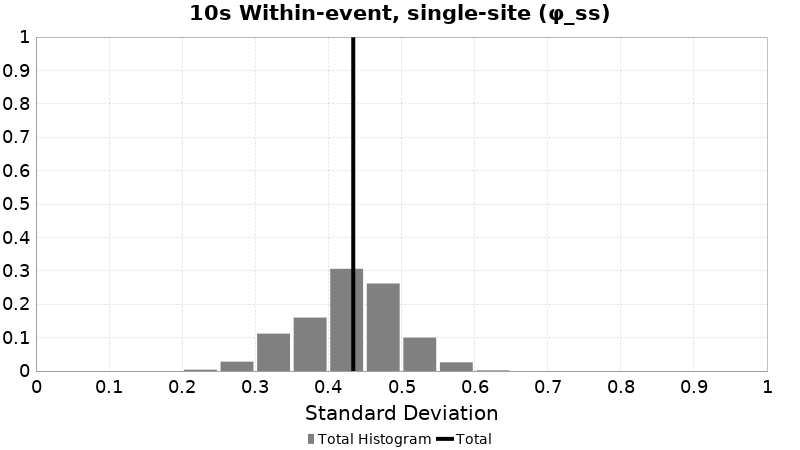 10s Within-event, single-site (φ_ss)
1
0.9
0.8
0.7
0.6
0.5
0.4
0.3
0.2
0.1
0
0 0.1 0.2 0.3 0.4 0.5 0.6 0.7 0.8 0.9 1
Standard Deviation
Total Histogram Total